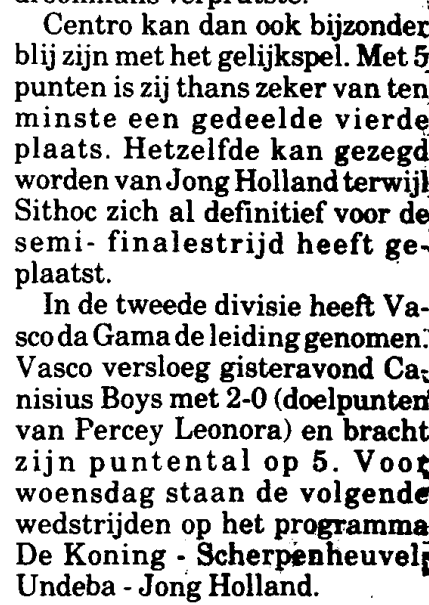 Centro kan dan ook bijzonder
blij zijn met het gelijkspel. Met 5
punten is zij thans zeker van ten
minste een gedeelde vierde
plaats. Hetzelfde kan gezegd
worden van Jong Holland terwijl
Sithoc zich al definitief voor de
semi- finalestrijd heeft ge-
plaatst.
In de tweede divisie heeft Va-
sco da Gama de leiding genomen.
Vasco versloeg gisteravond Ca-
nisius Boys met 2-0 (doelpunten
van Percey Leonora) en bracht
zijn puntental op 5. Voor
woensdag staan de volgende
wedstrijden op het programma
De Koning - Scherpenheuvel;
Undeba - Jong Holland.